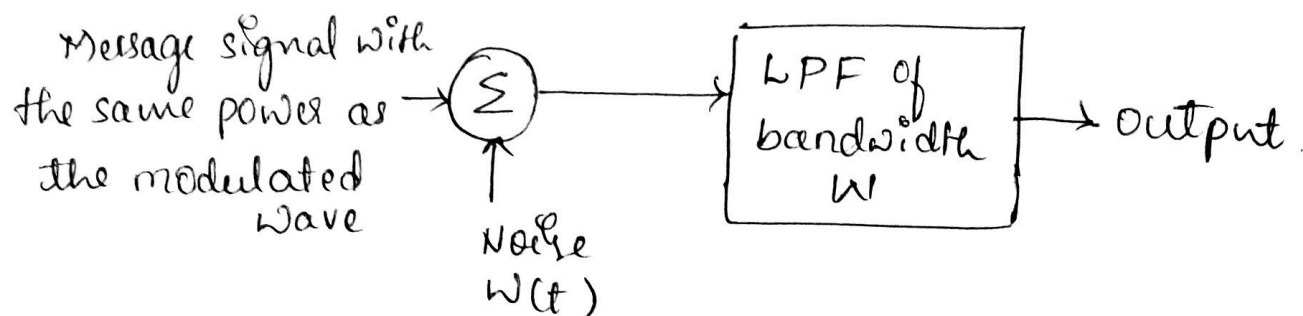 Message signal with
the same power as
the modulated
wave
Σ
Noise
W(t)
LPF of
bandwidth
W
output